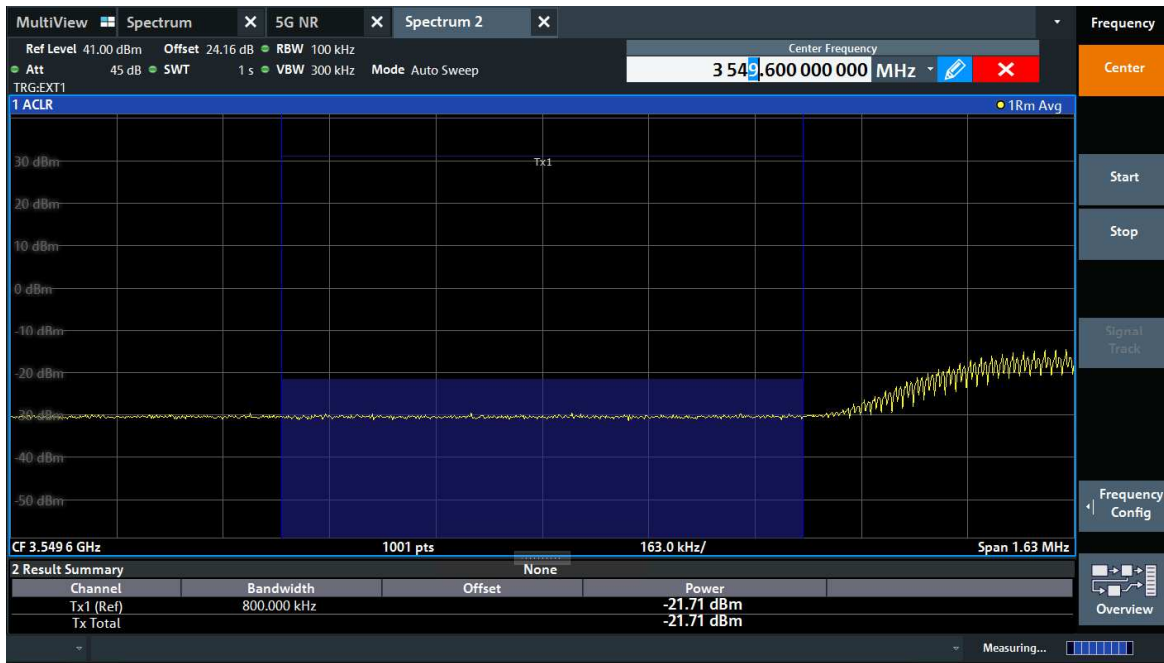 MultiView Spectrum 5G NR Spectrum 2 Frequency
Ref Level 41.00 dBm Offset 24.16 dB RBW 100 kHz Center Frequency
Att 45 dB SWT 1 s VBW 300 kHz Mode Auto Sweep 3 549.600 000 000 MHz Center
TRG:EXT1
1 ACLR 1Rm Avg
30 dBm Tx1
Start
20 dBm
Stop
10 dBm
0 dBm
-10 dBm Signal
Track
-20 dBm
-30 dBm
-40 dBm
-50 dBm Frequency
Config
CF 3.549 6 GHz 1001 pts 163.0 kHz/ Span 1.63 MHz
2 Result Summary None
Channel Bandwidth Offset Power
Tx1 (Ref) 800.000 kHz -21.71 dBm
Tx Total -21.71 dBm
Overview
Measuring...